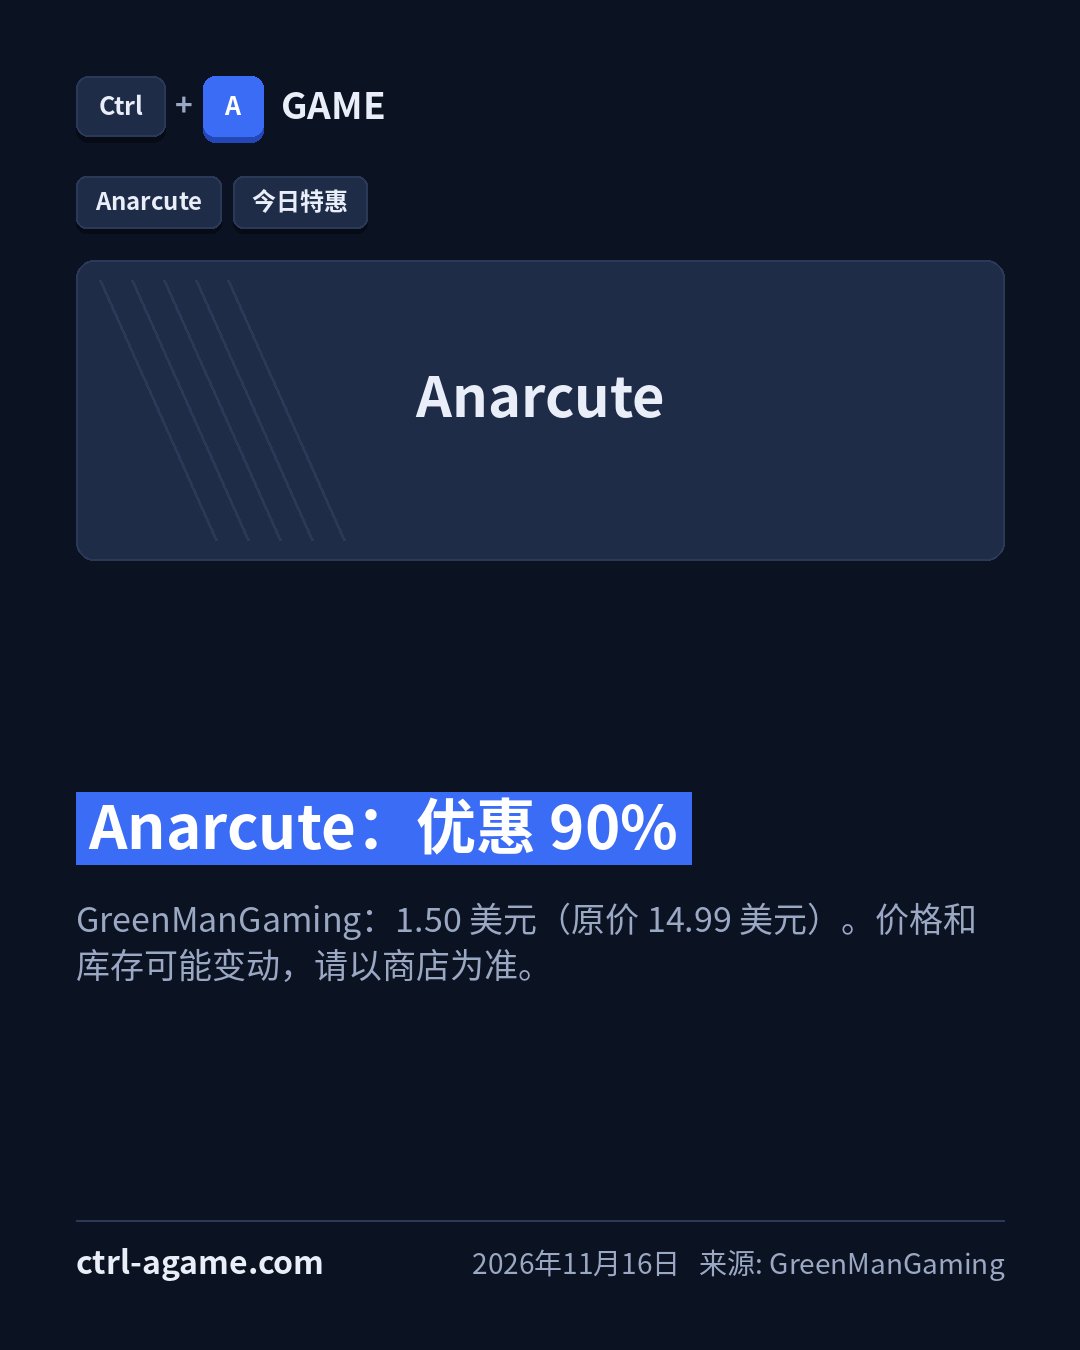 Ctrl + A GAME
Anarcute 今日特惠
Anarcute
Anarcute：优惠 90%
GreenManGaming：1.50 美元（原价 14.99 美元）。价格和
库存可能变动，请以商店为准。
ctrl-agame.com 2026年11月16日 来源: GreenManGaming